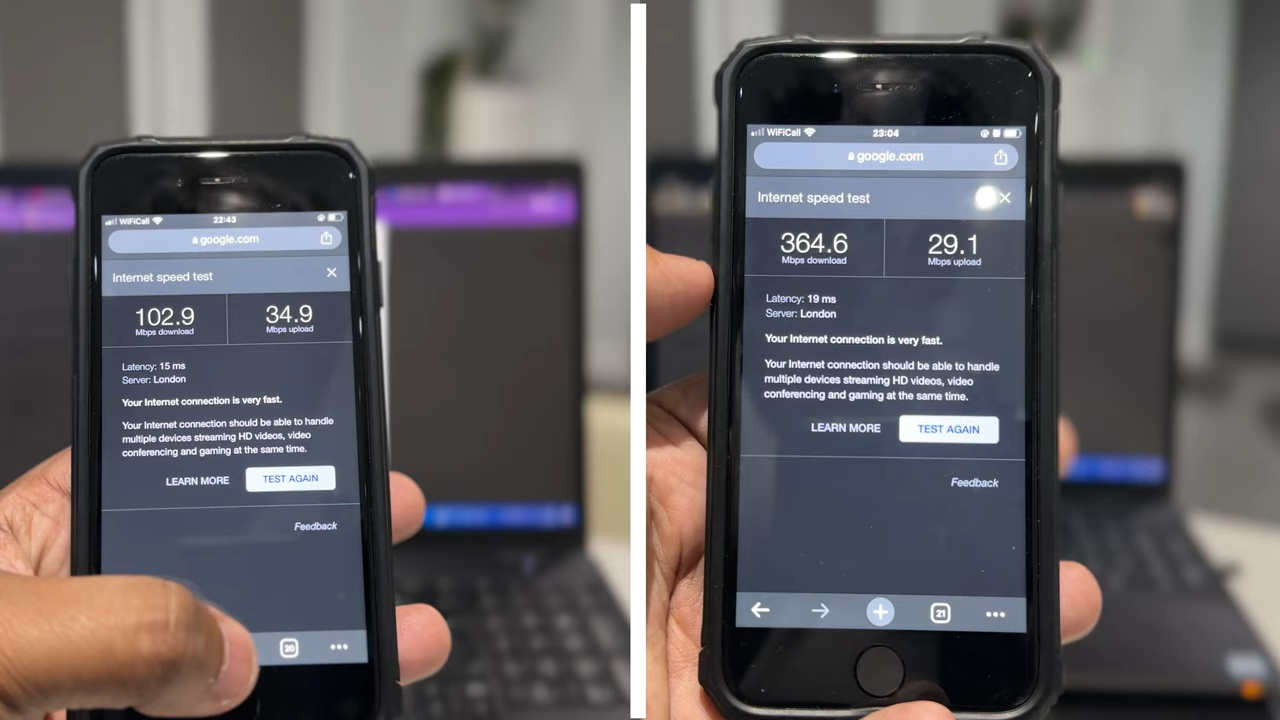 WiFiCall 22:43
google.com
Internet speed test
102.9 34.9
Mbps download Mbps upload
Latency: 15 ms
Server: London
Your Internet connection is very fast.
Your Internet connection should be able to handle
multiple devices streaming HD videos, video
conferencing and gaming at the same time.
LEARN MORE TEST AGAIN
Feedback
20
WiFiCall 23:04
google.com
Internet speed test
364.6 29.1
Mbps download Mbps upload
Latency: 19 ms
Server: London
Your Internet connection is very fast.
Your Internet connection should be able to handle
multiple devices streaming HD videos, video
conferencing and gaming at the same time.
LEARN MORE TEST AGAIN
Feedback
21